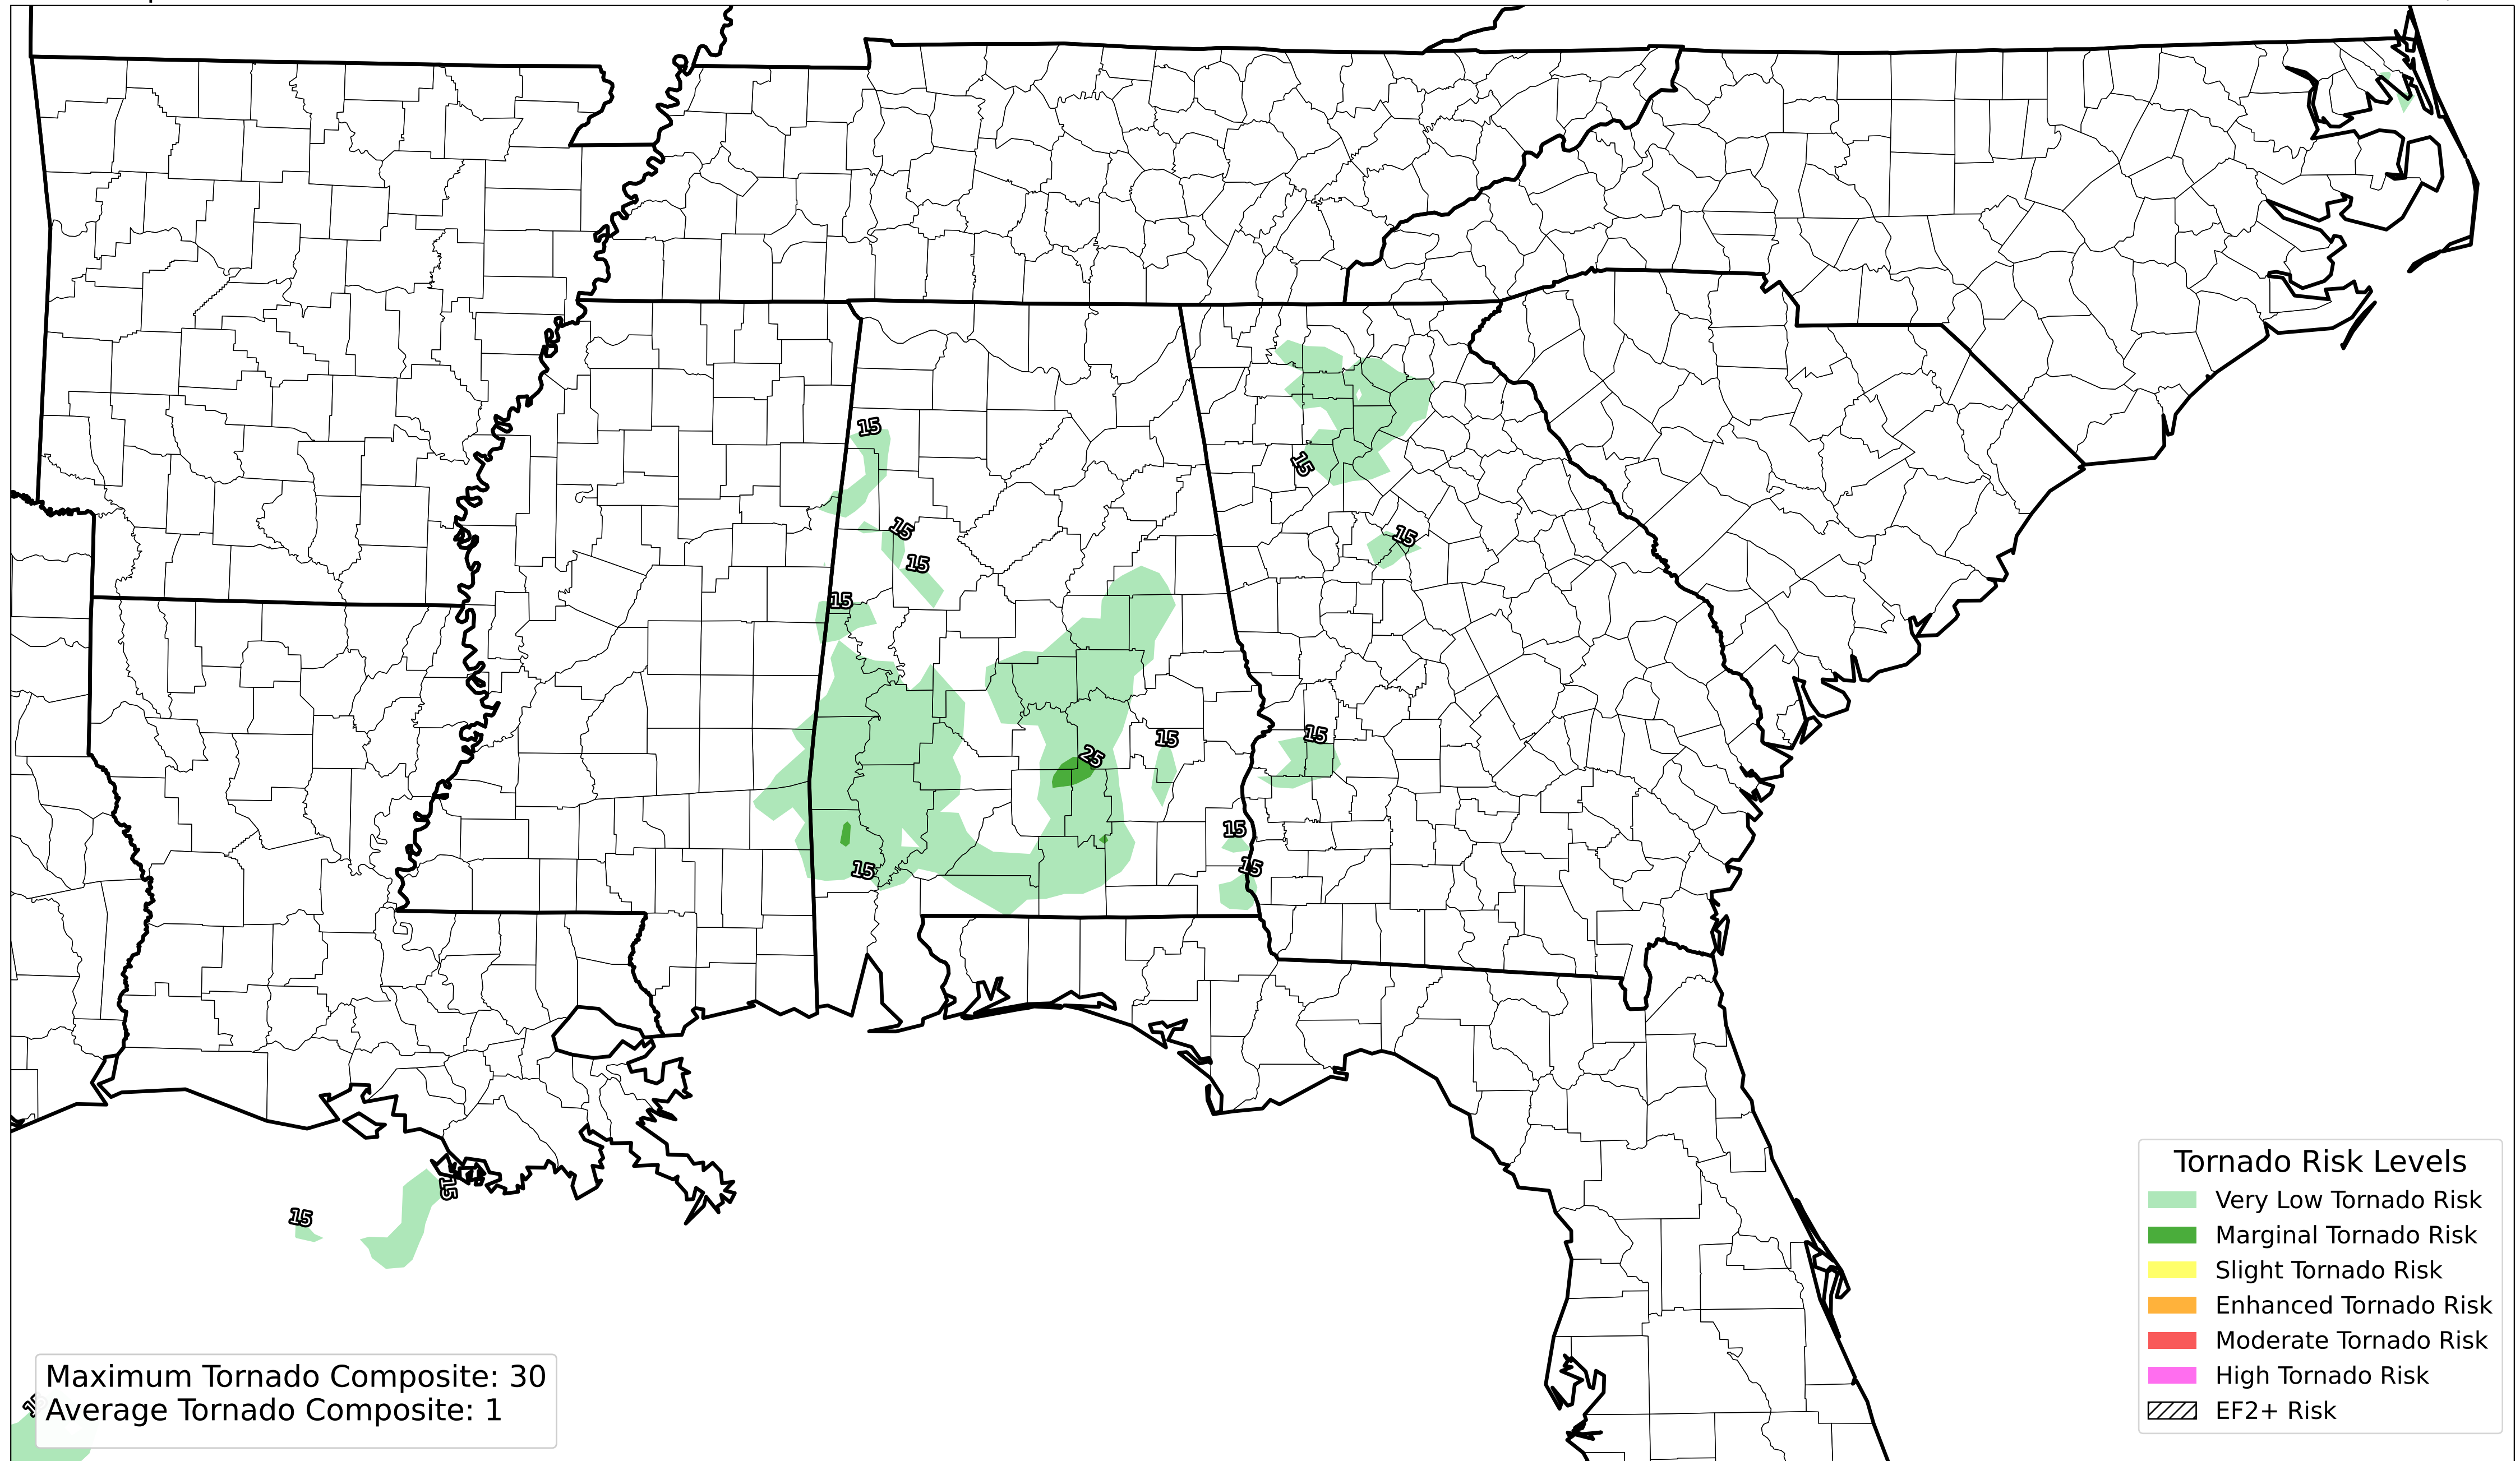 15
15
15
15
15
15
25
15
15
15
15
15
15
15
Tornado Risk Levels
Very Low Tornado Risk
Marginal Tornado Risk
Slight Tornado Risk
Enhanced Tornado Risk
Moderate Tornado Risk
High Tornado Risk
EF2+ Risk
Maximum Tornado Composite: 30
Average Tornado Composite: 1